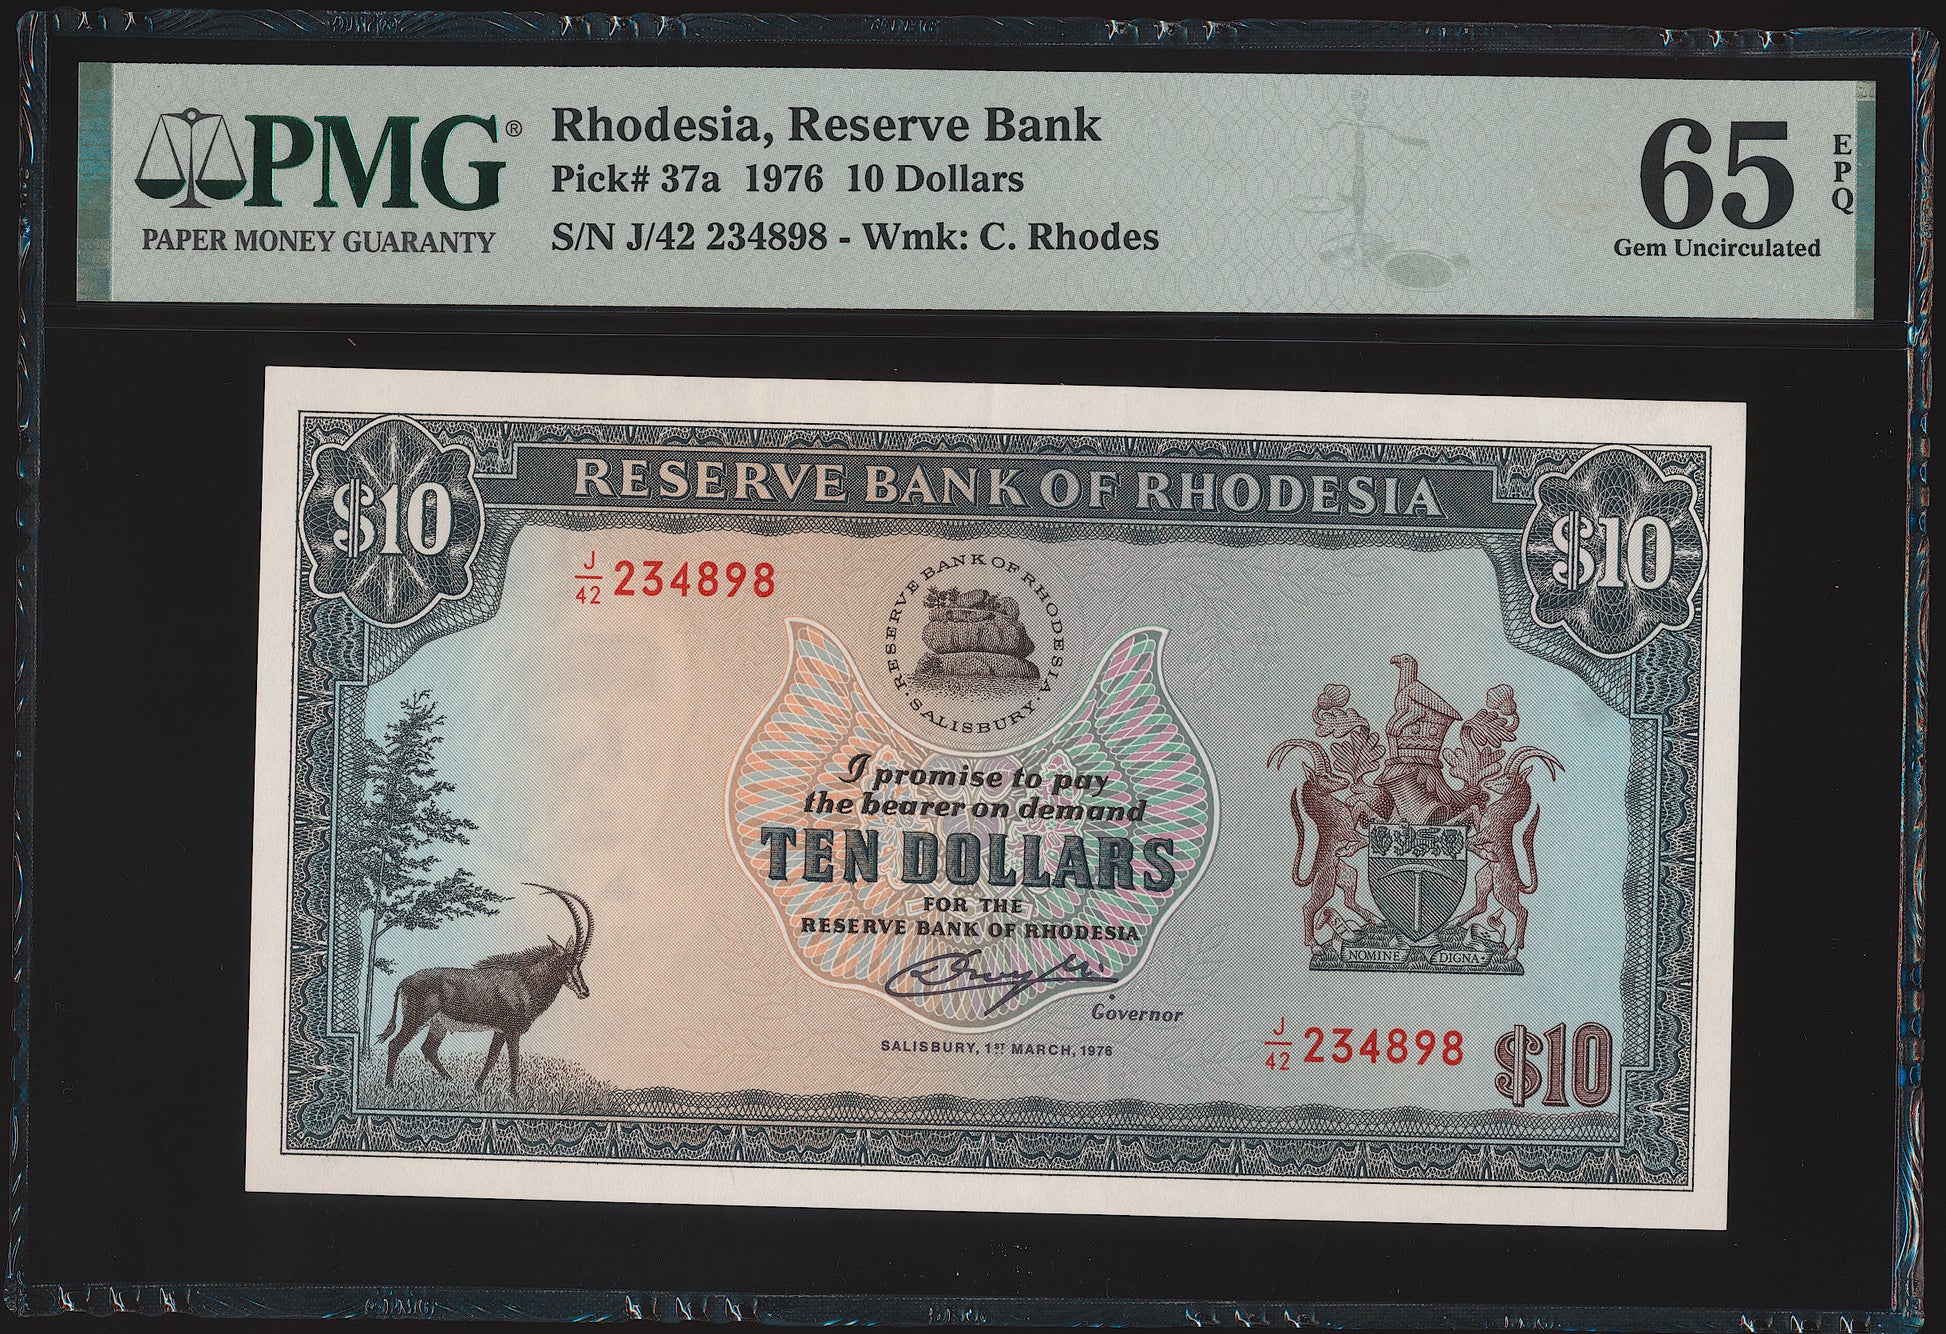 PMG®
PAPER MONEY GUARANTY
Rhodesia, Reserve Bank
Pick# 37a 1976 10 Dollars
S/N J/42 234898 - Wmk: C. Rhodes
65
EPQ
Gem Uncirculated
$10
RESERVE BANK OF RHODESIA
$10
J/42 234898
RESERVE BANK OF RHODESIA
· SALISBURY ·
I promise to pay
the bearer on demand
TEN DOLLARS
FOR THE
RESERVE BANK OF RHODESIA
Governor
SALISBURY, 1ST MARCH, 1976
NOMINE DIGNA
J/42 234898
$10